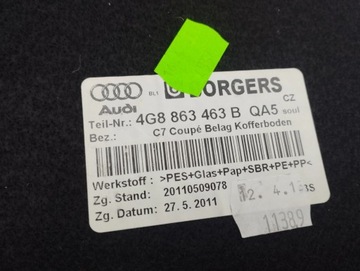 Audi
BLT
BORGERS
Teil-Nr.: 4G8 863 463 B QA5 soul
CZ
Bez.: C7 Coupé Belag Kofferboden
Werkstoff : >PES+Glas+Pap+SBR+PE+PP<
Zg. Stand: 20110509078
Zg. Datum: 27.5.2011
11389